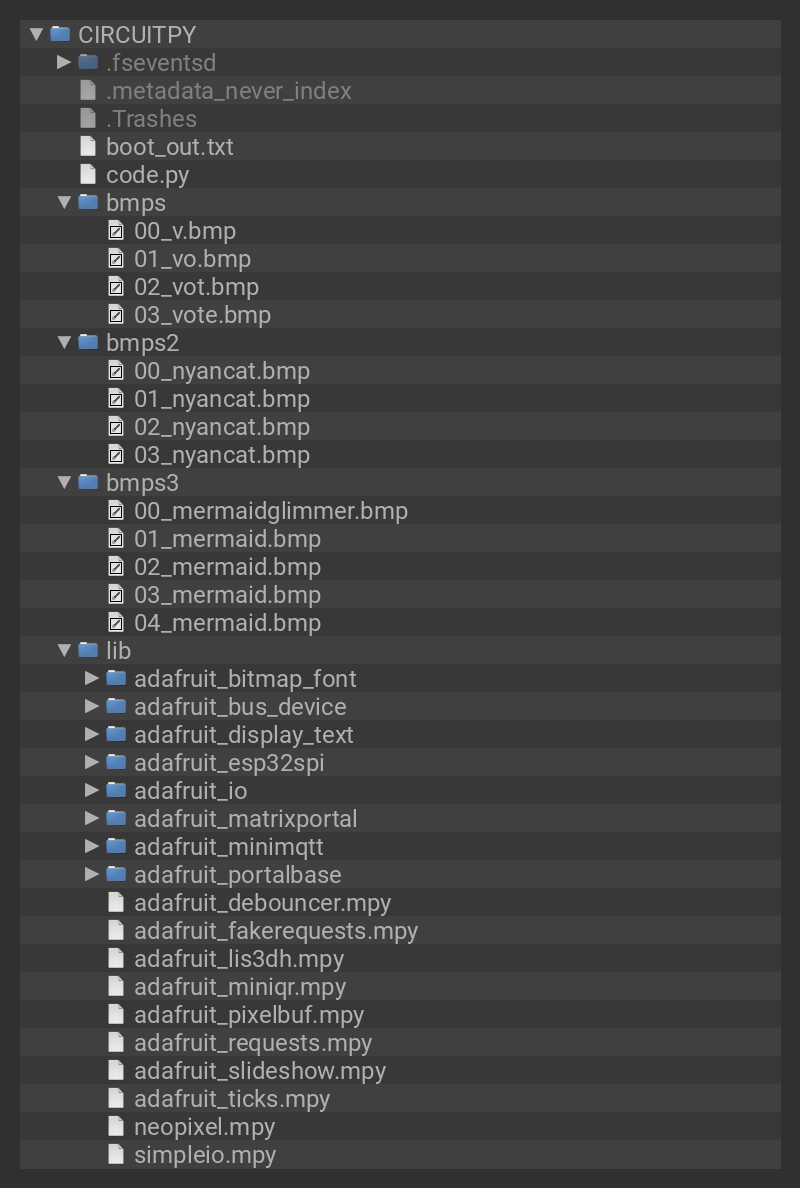 CIRCUITPY
.fseventsd
.metadata_never_index
.Trashes
boot_out.txt
code.py
bmps
00_v.bmp
01_vo.bmp
02_vot.bmp
03_vote.bmp
bmps2
00_nyancat.bmp
01_nyancat.bmp
02_nyancat.bmp
03_nyancat.bmp
bmps3
00_mermaidglimmer.bmp
01_mermaid.bmp
02_mermaid.bmp
03_mermaid.bmp
04_mermaid.bmp
lib
adafruit_bitmap_font
adafruit_bus_device
adafruit_display_text
adafruit_esp32spi
adafruit_io
adafruit_matrixportal
adafruit_minimqtt
adafruit_portalbase
adafruit_debouncer.mpy
adafruit_fakerequests.mpy
adafruit_lis3dh.mpy
adafruit_miniqr.mpy
adafruit_pixelbuf.mpy
adafruit_requests.mpy
adafruit_slideshow.mpy
adafruit_ticks.mpy
neopixel.mpy
simpleio.mpy